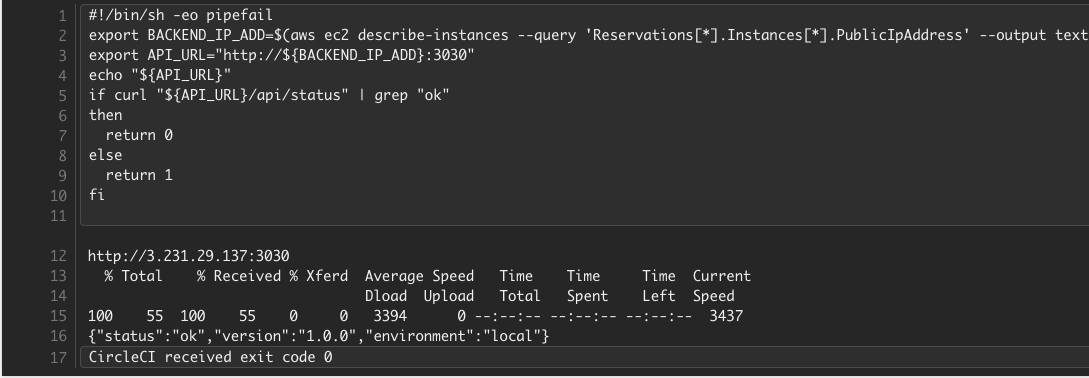 1 #!/bin/sh -eo pipefail
2 export BACKEND_IP_ADD=$(aws ec2 describe-instances --query 'Reservations[*].Instances[*].PublicIpAddress' --output text
3 export API_URL="http://${BACKEND_IP_ADD}:3030"
4 echo "${API_URL}"
5 if curl "${API_URL}/api/status" | grep "ok"
6 then
7   return 0
8 else
9   return 1
10 fi
11
12 http://3.231.29.137:3030
13   % Total    % Received % Xferd  Average Speed   Time    Time     Time  Current
14                                  Dload  Upload   Total   Spent    Left  Speed
15 100    55  100    55    0     0   3394      0 --:--:-- --:--:-- --:--:--  3437
16 {"status":"ok","version":"1.0.0","environment":"local"}
17 CircleCI received exit code 0